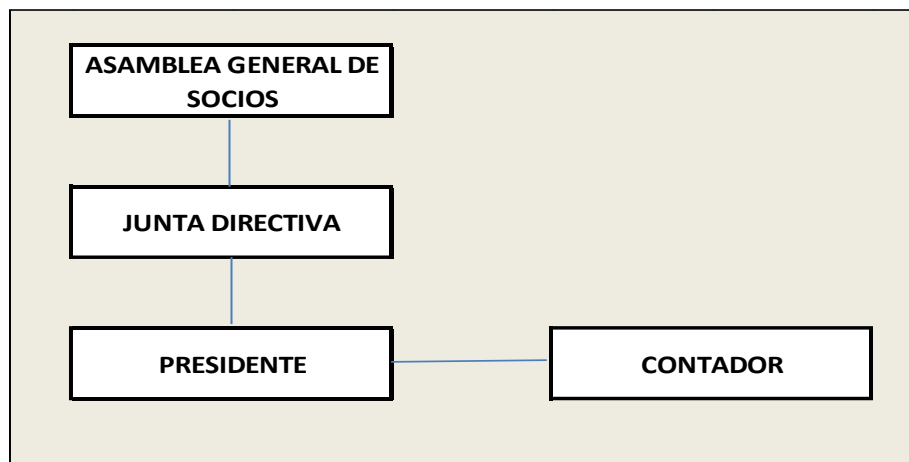 ASAMBLEA GENERAL DE
SOCIOS
JUNTA DIRECTIVA
PRESIDENTE
CONTADOR